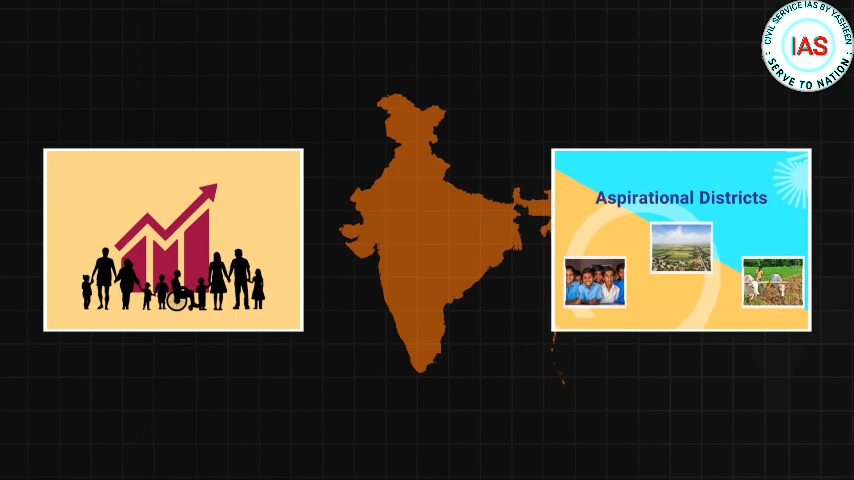 Aspirational Districts
CIVIL SERVICE IAS BY YASHEEN
IAS
: SERVE TO NATION :